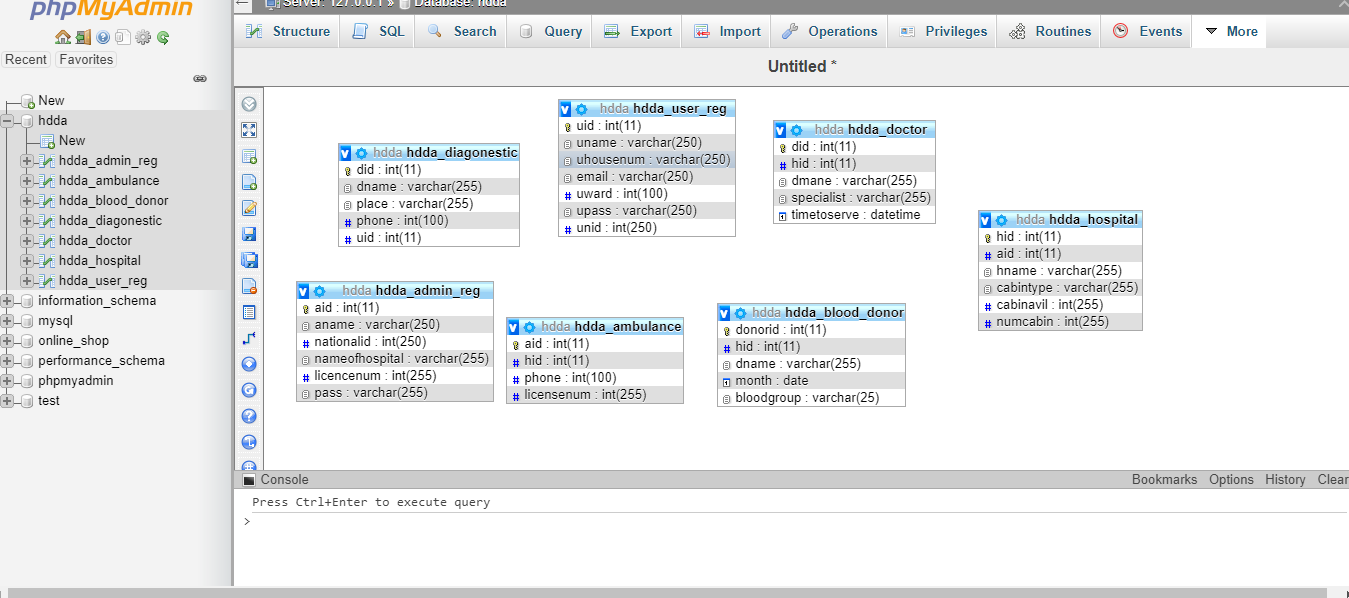 phpMyAdmin
Recent Favorites
New
hdda
New
hdda_admin_reg
hdda_ambulance
hdda_blood_donor
hdda_diagonestic
hdda_doctor
hdda_hospital
hdda_user_reg
information_schema
mysql
online_shop
performance_schema
phpmyadmin
test
Server: 127.0.0.1 » Database: hdda
Structure SQL Search Query Export Import Operations Privileges Routines Events More
Untitled *
hdda hdda_diagonestic
did : int(11)
dname : varchar(255)
place : varchar(255)
phone : int(100)
uid : int(11)
hdda hdda_user_reg
uid : int(11)
uname : varchar(250)
uhousenum : varchar(250)
email : varchar(250)
uward : int(100)
upass : varchar(250)
unid : int(250)
hdda hdda_doctor
did : int(11)
hid : int(11)
dmane : varchar(255)
specialist : varchar(255)
timetoserve : datetime
hdda hdda_hospital
hid : int(11)
aid : int(11)
hname : varchar(255)
cabintype : varchar(255)
cabinavil : int(255)
numcabin : int(255)
hdda hdda_admin_reg
aid : int(11)
aname : varchar(250)
nationalid : int(250)
nameofhospital : varchar(255)
licencenum : int(255)
pass : varchar(255)
hdda hdda_ambulance
aid : int(11)
hid : int(11)
phone : int(100)
licensenum : int(255)
hdda hdda_blood_donor
donorid : int(11)
hid : int(11)
dname : varchar(255)
month : date
bloodgroup : varchar(25)
Console Bookmarks Options History Clear
Press Ctrl+Enter to execute query
>